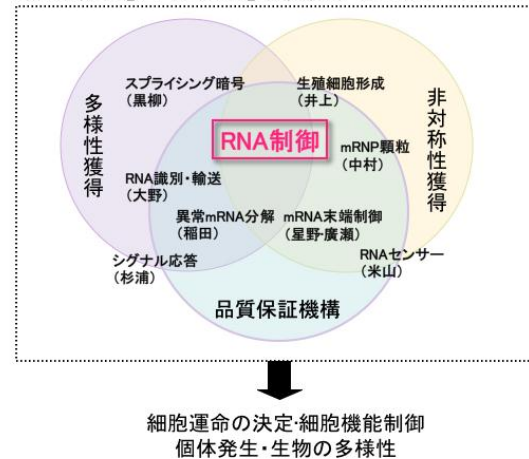 スプライシング暗号
(黒柳)
生殖細胞形成
(井上)
多様性獲得
非対称性獲得
RNA制御
mRNP顆粒
(中村)
RNA識別・輸送
(大野)
異常mRNA分解
(稲田)
mRNA末端制御
(星野・廣瀬)
シグナル応答
(杉浦)
RNAセンサー
(米山)
品質保証機構
細胞運命の決定・細胞機能制御
個体発生・生物の多様性